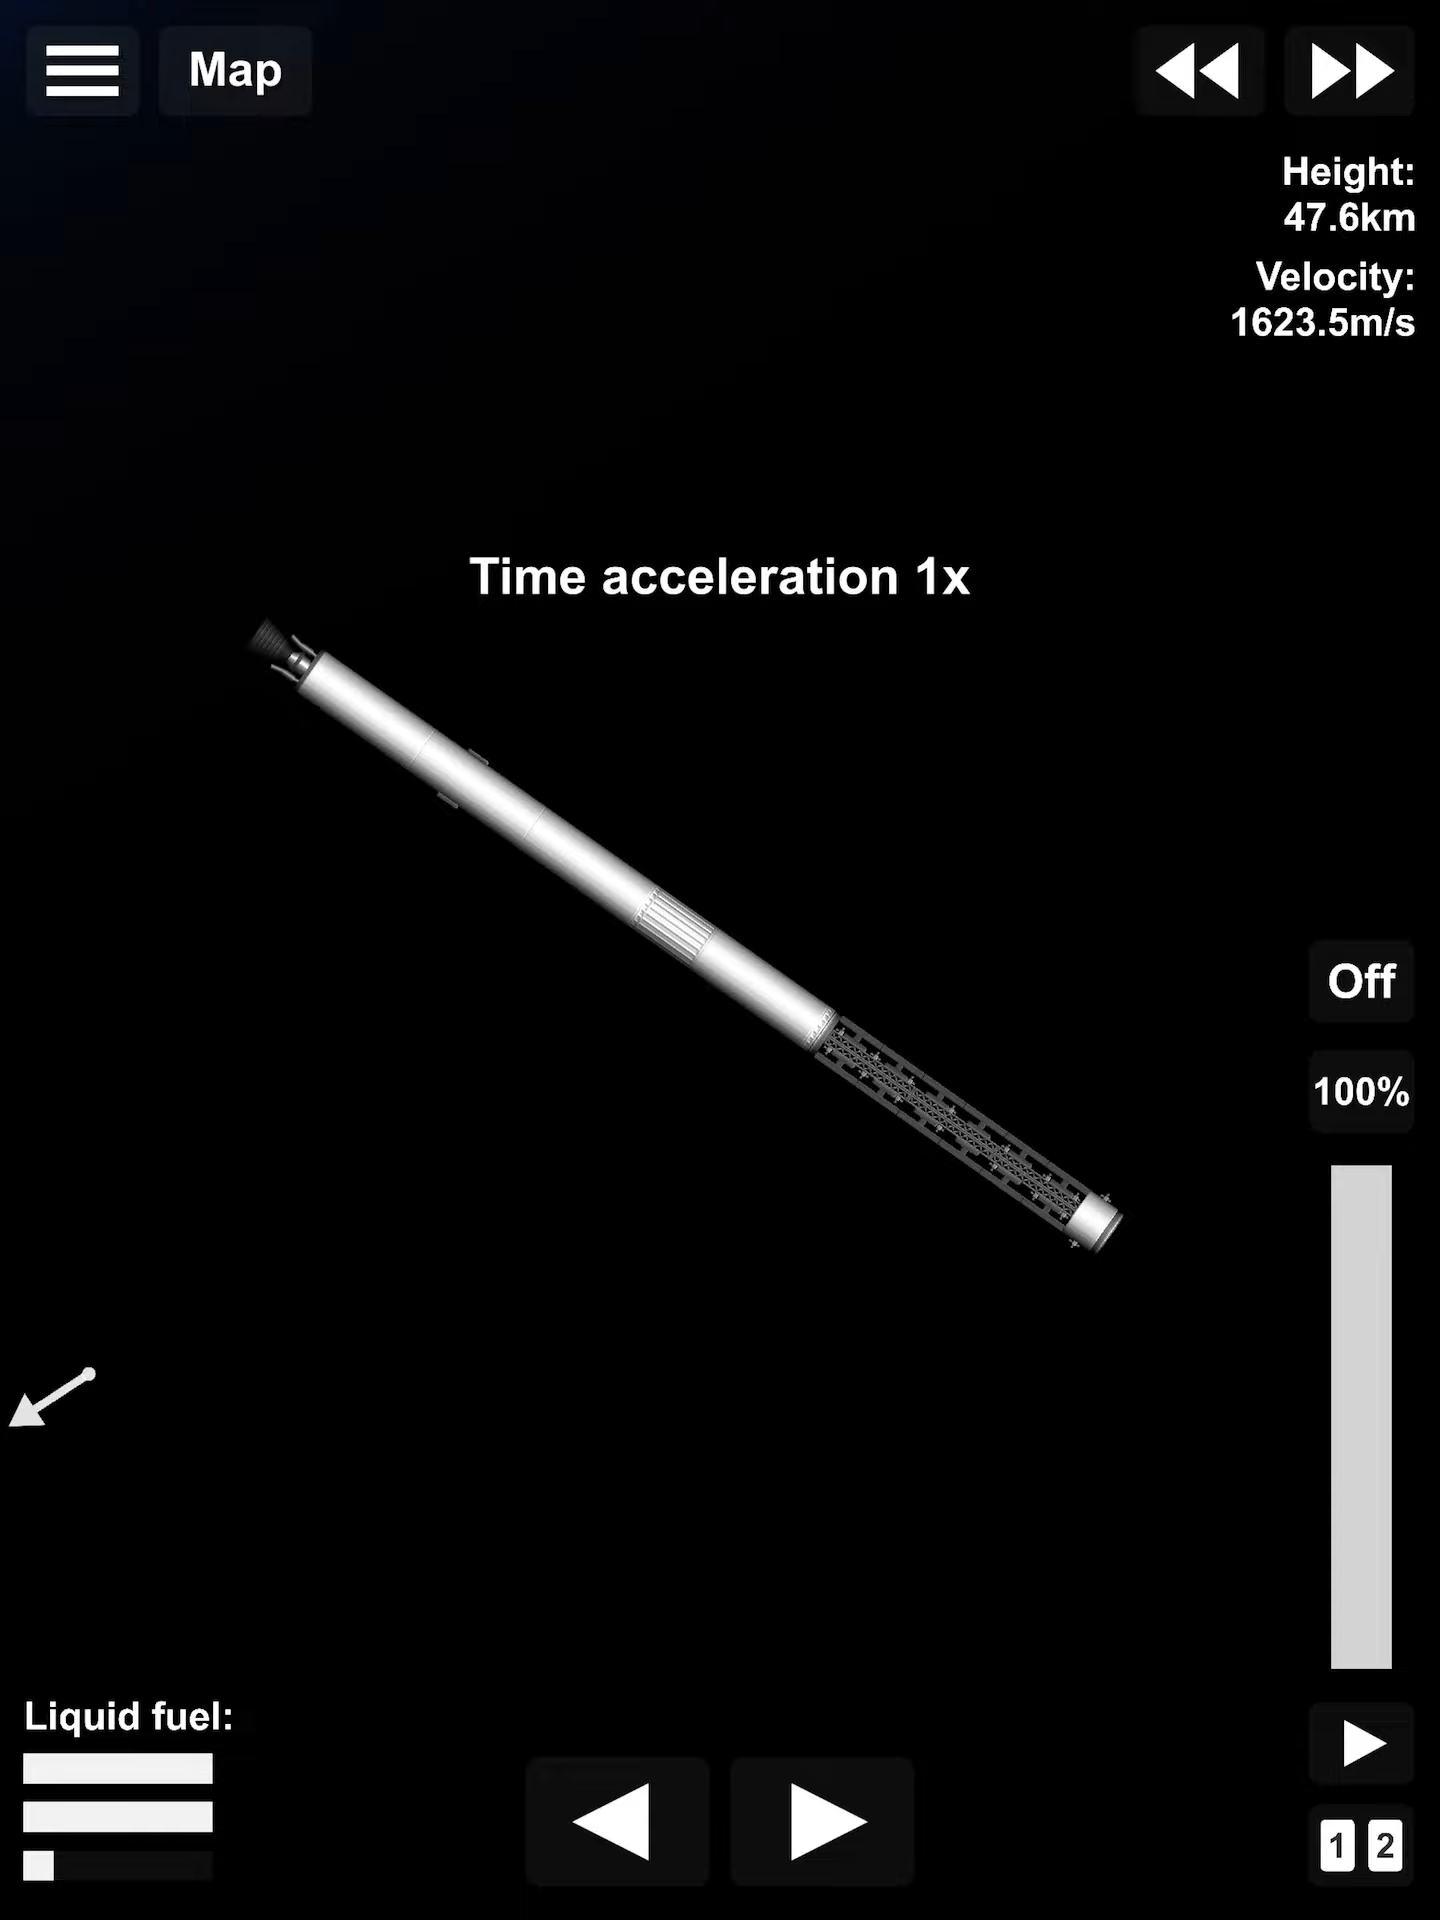 Map
Height:
47.6km
Velocity:
1623.5m/s
Time acceleration 1x
Off
100%
Liquid fuel:
1 2